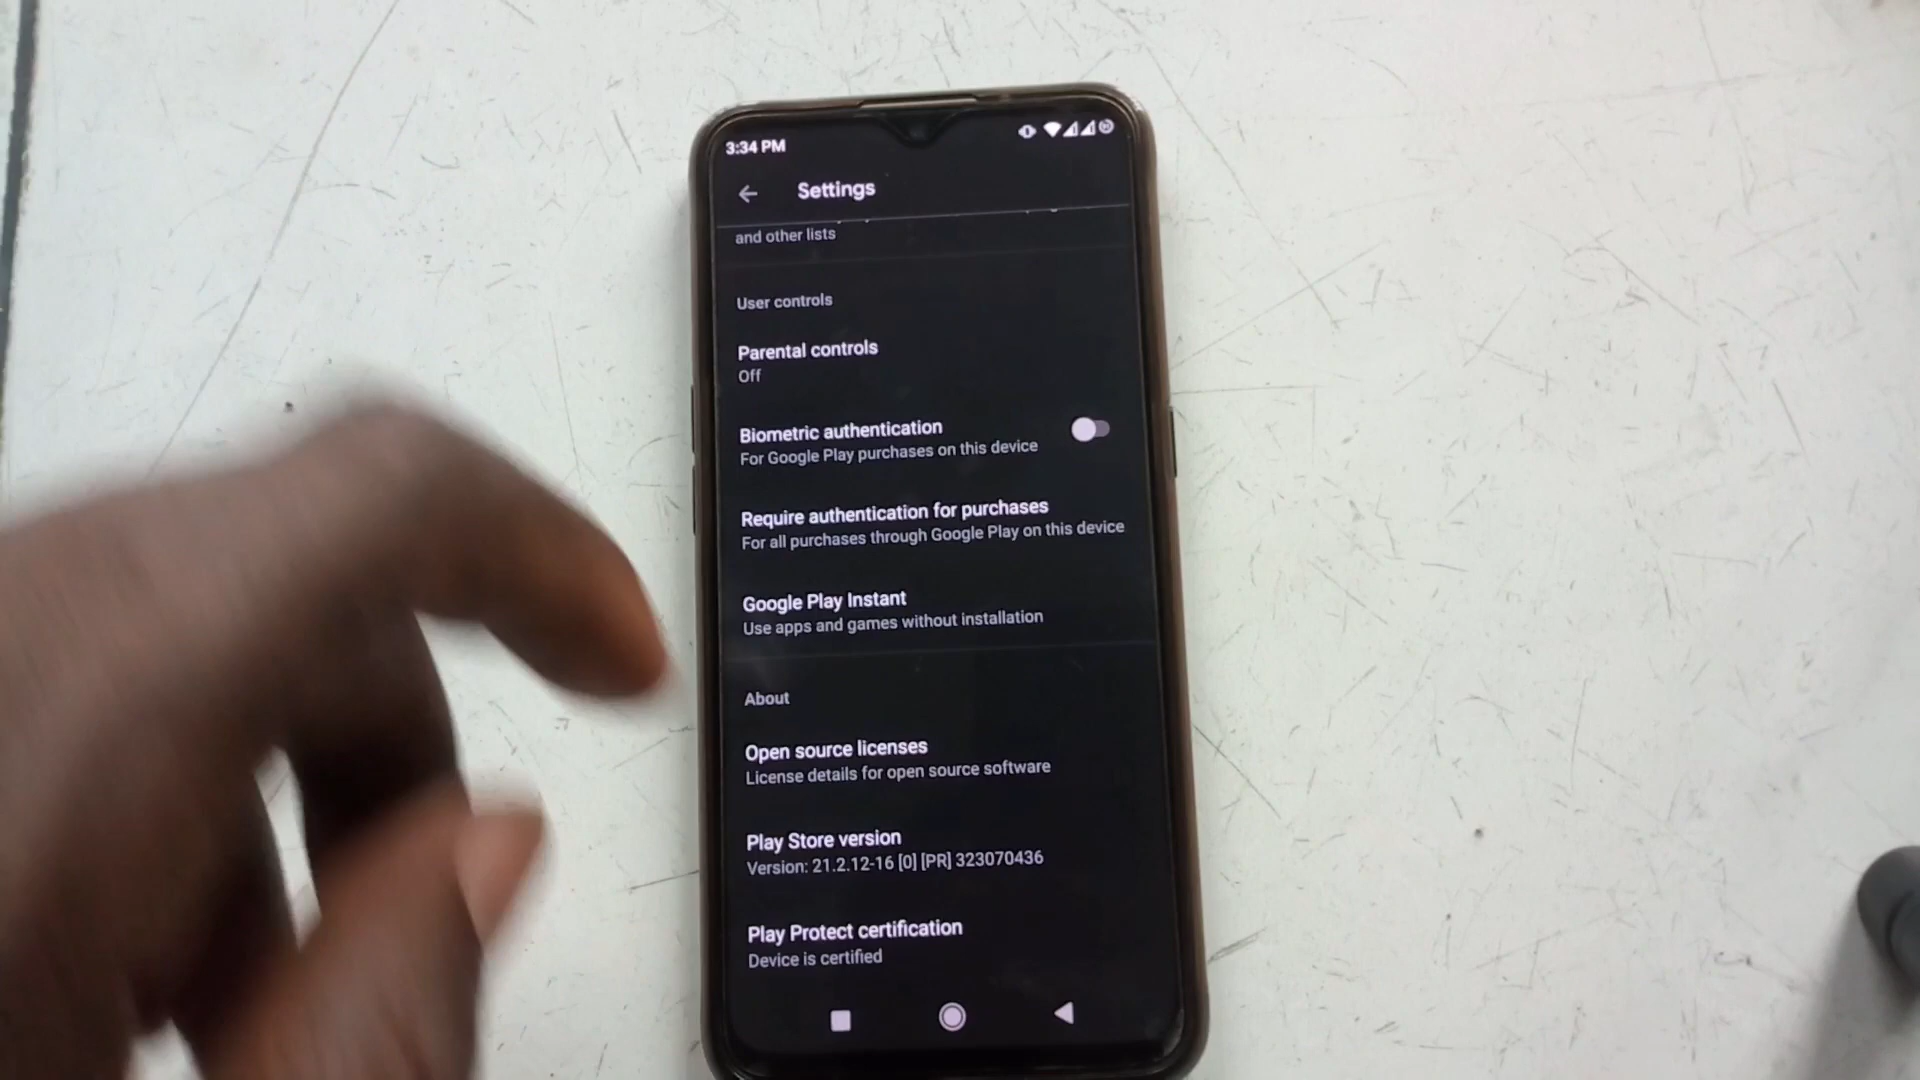 3:34 PM
Settings
and other lists
User controls
Parental controls
Off
Biometric authentication
For Google Play purchases on this device
Require authentication for purchases
For all purchases through Google Play on this device
Google Play Instant
Use apps and games without installation
About
Open source licenses
License details for open source software
Play Store version
Version: 21.2.12-16 [0] [PR] 323070436
Play Protect certification
Device is certified